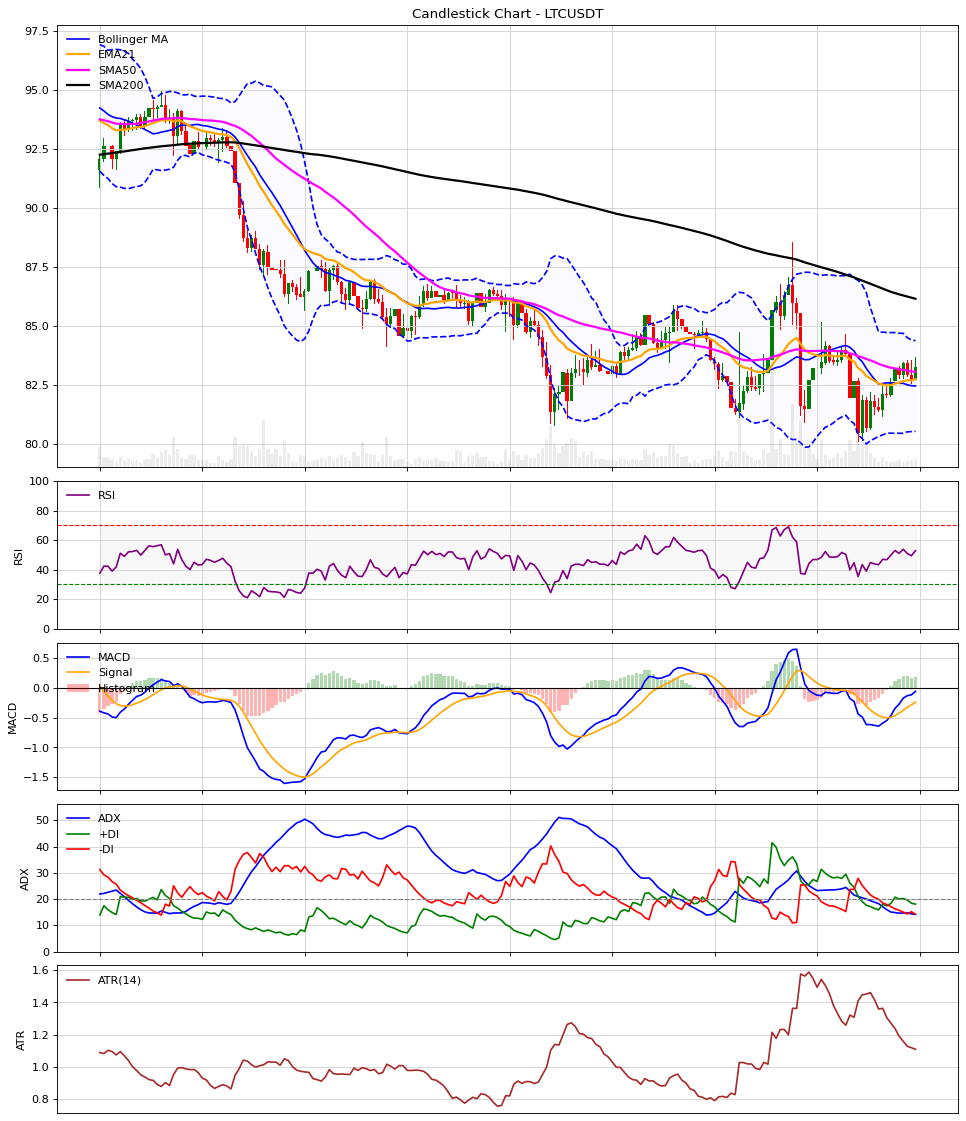 Candlestick Chart - LTCUSDT
97.5
95.0
92.5
90.0
87.5
85.0
82.5
80.0
Bollinger MA
EMA21
SMA50
SMA200
100
80
60
40
20
0
RSI
RSI
0.5
0.0
−0.5
−1.0
−1.5
MACD
MACD
Signal
Histogram
50
40
30
20
10
0
ADX
ADX
+DI
-DI
1.6
1.4
1.2
1.0
0.8
ATR
ATR(14)